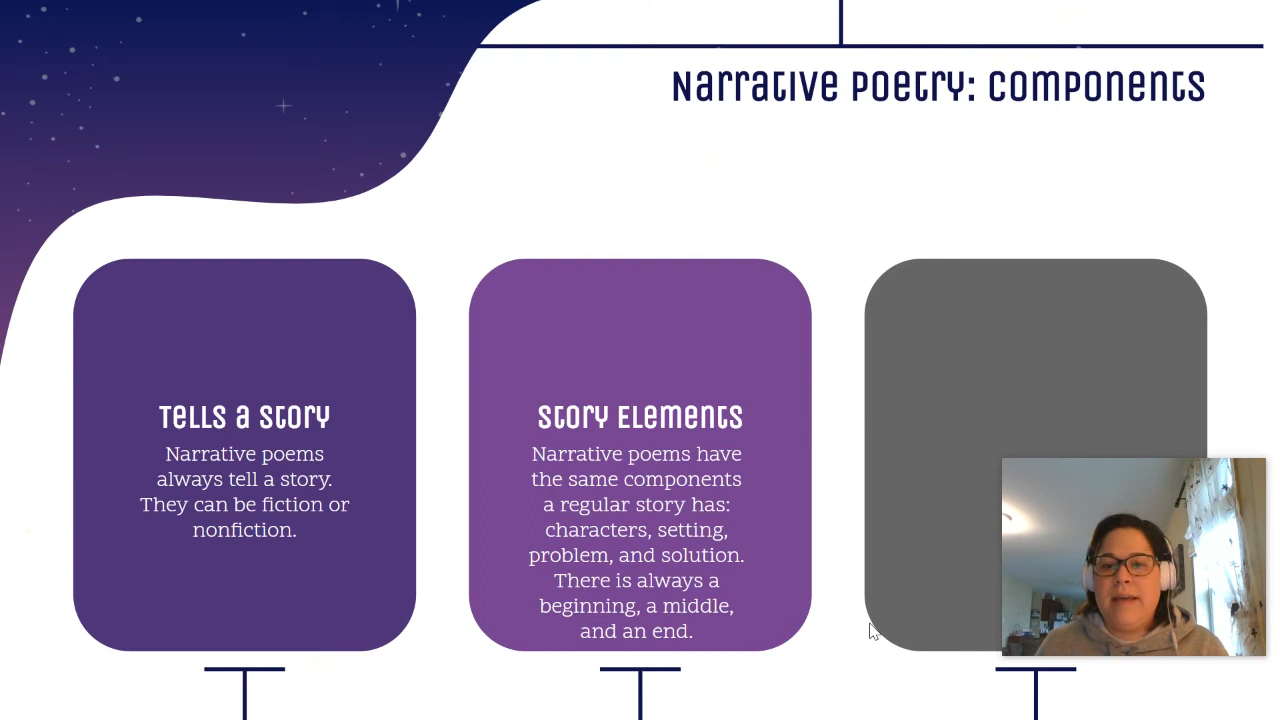 Narrative Poetry: Components
Tells a Story
Narrative poems
always tell a story.
They can be fiction or
nonfiction.
Story Elements
Narrative poems have
the same components
a regular story has:
characters, setting,
problem, and solution.
There is always a
beginning, a middle,
and an end.